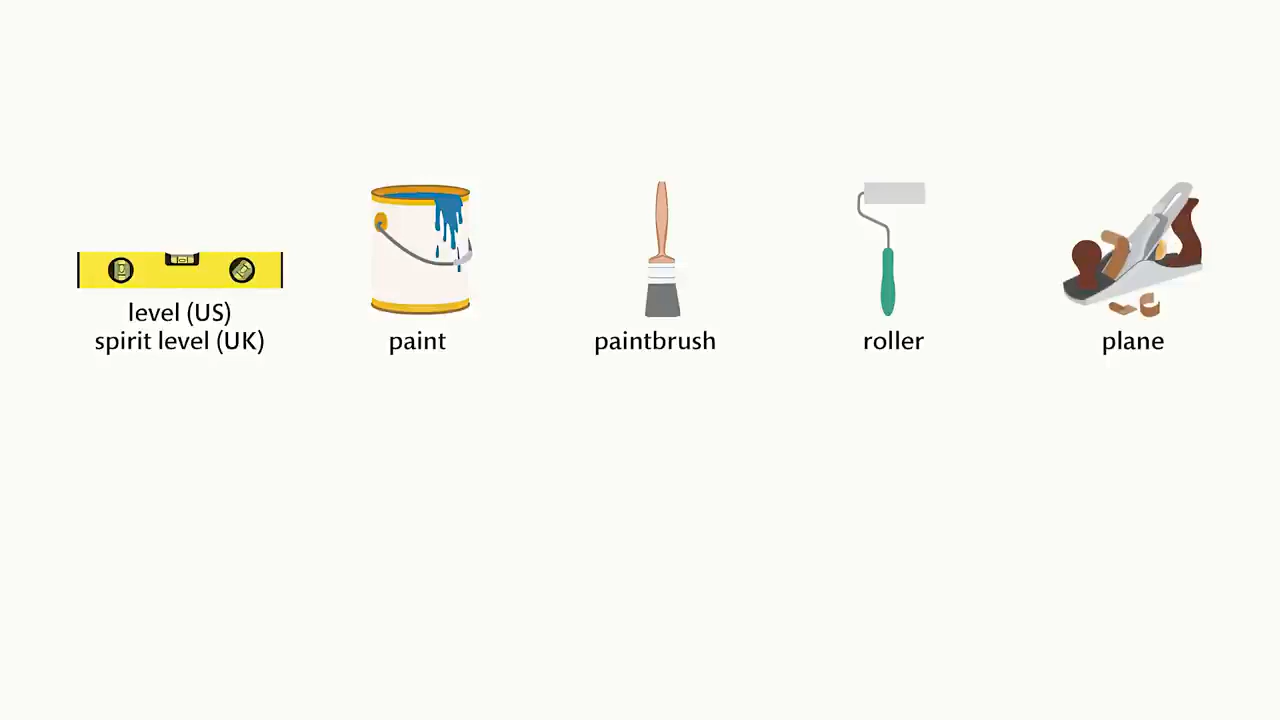 level (US)
spirit level (UK)
paint
paintbrush
roller
plane